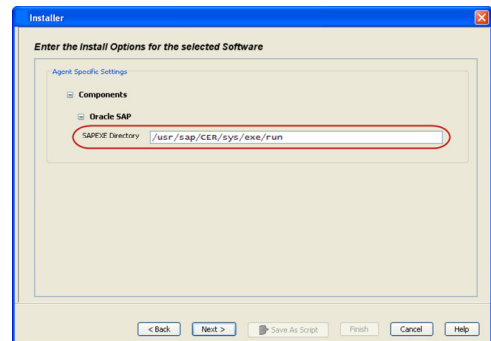 Installer
Enter the Install Options for the selected Software
Agent Specific Settings
Components
Oracle SAP
SAPEXE Directory /usr/sap/CER/sys/exe/run
< Back Next > Save As Script Finish Cancel Help